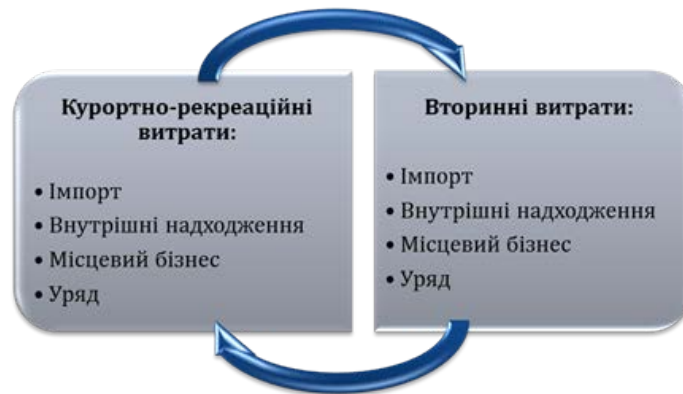 Курортно-рекреаційні
витрати:
• Імпорт
• Внутрішні надходження
• Місцевий бізнес
• Уряд
Вторинні витрати:
• Імпорт
• Внутрішні надходження
• Місцевий бізнес
• Уряд